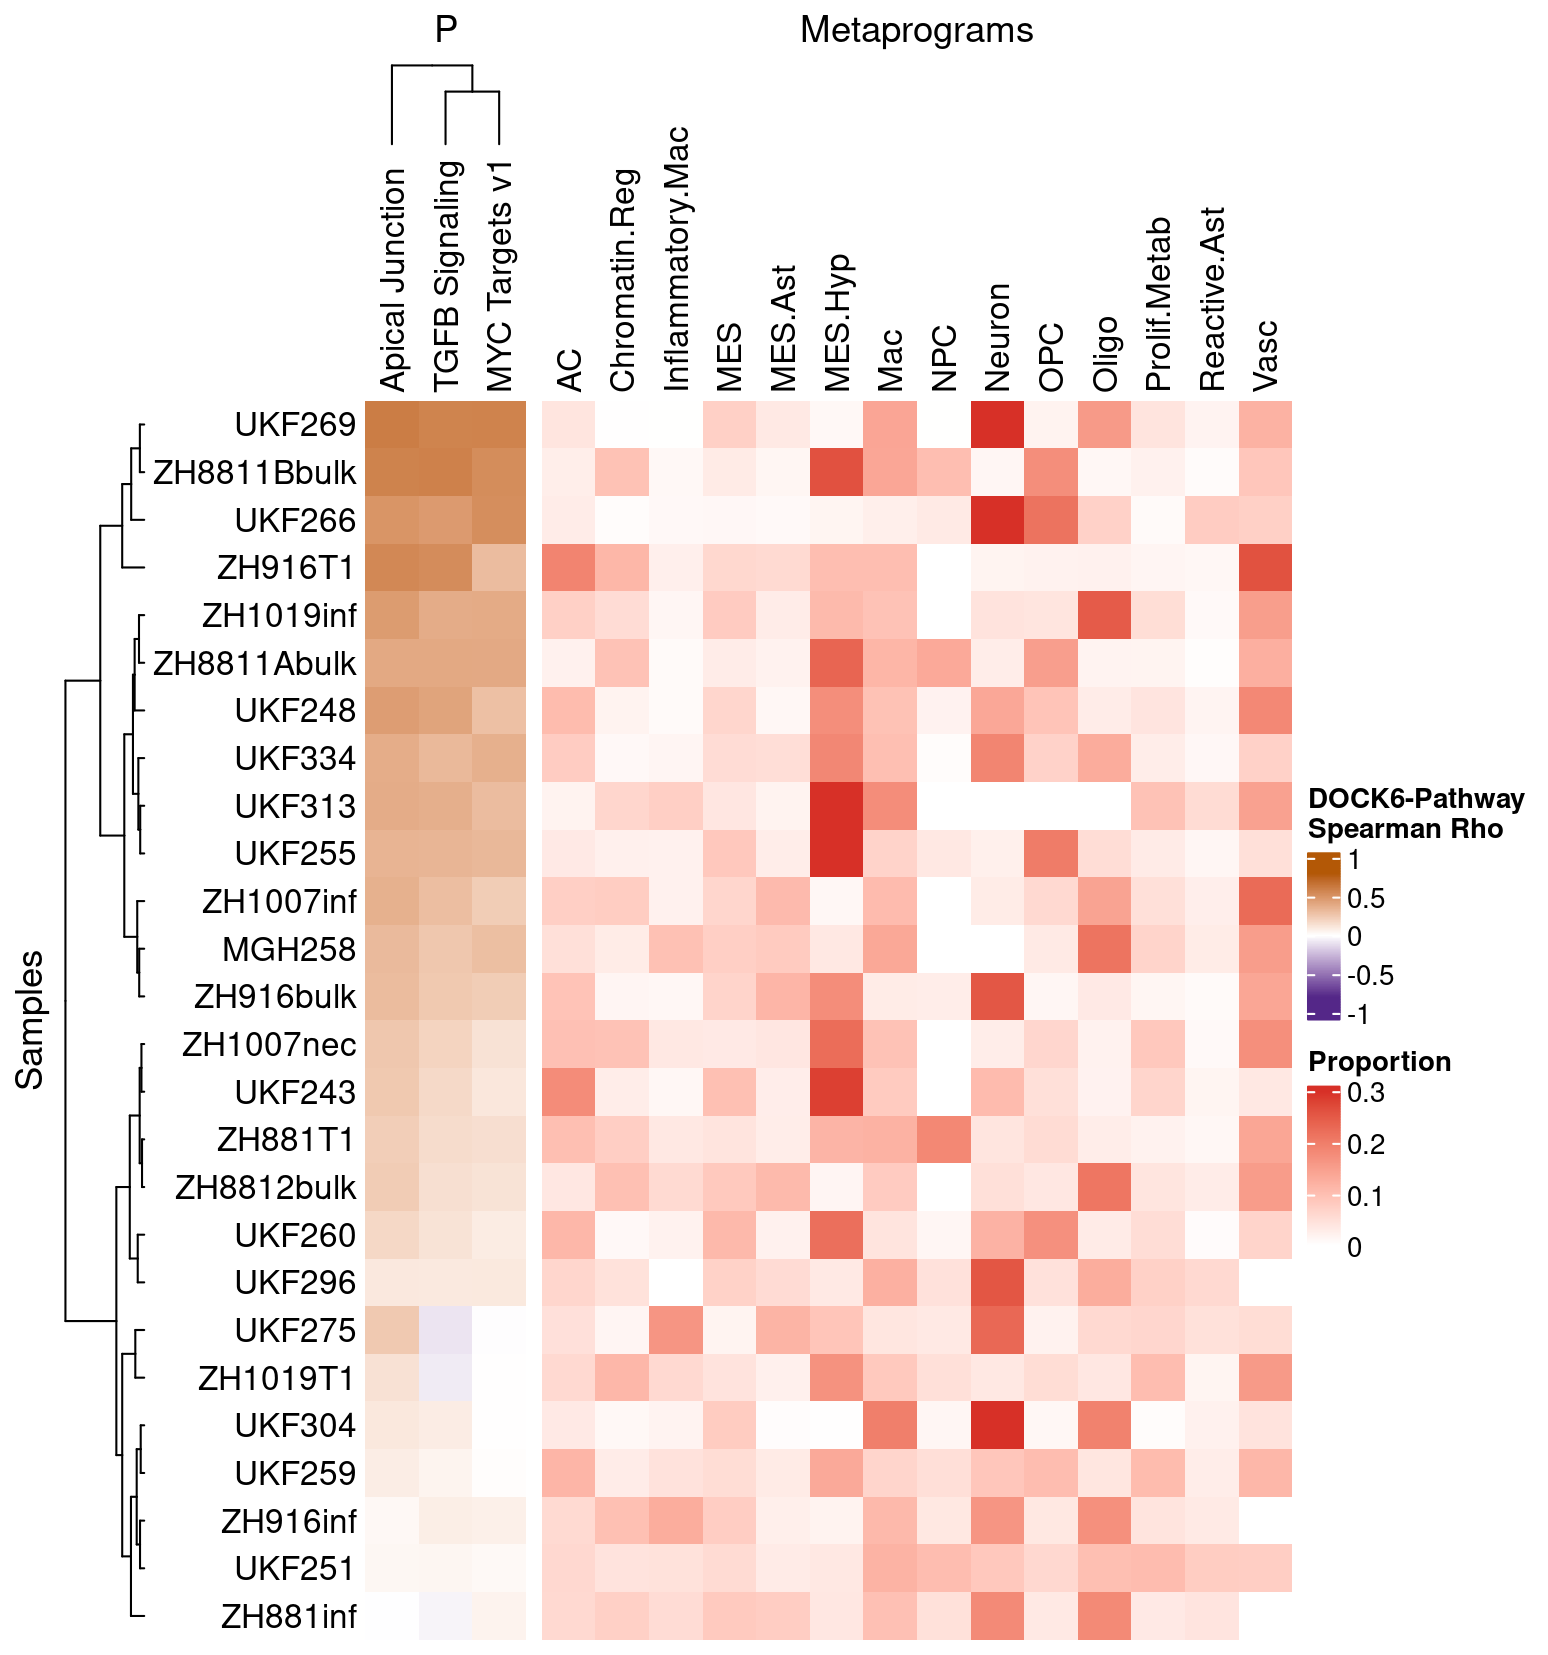 P
Metaprograms
Apical Junction
TGFB Signaling
MYC Targets v1
AC
Chromatin.Reg
Inflammatory.Mac
MES
MES.Ast
MES.Hyp
Mac
NPC
Neuron
OPC
Oligo
Prolif.Metab
Reactive.Ast
Vasc
Samples
UKF269
ZH8811Bbulk
UKF266
ZH916T1
ZH1019inf
ZH8811Abulk
UKF248
UKF334
UKF313
UKF255
ZH1007inf
MGH258
ZH916bulk
ZH1007nec
UKF243
ZH881T1
ZH8812bulk
UKF260
UKF296
UKF275
ZH1019T1
UKF304
UKF259
ZH916inf
UKF251
ZH881inf
DOCK6-Pathway
Spearman Rho
1
0.5
0
-0.5
-1
Proportion
0.3
0.2
0.1
0